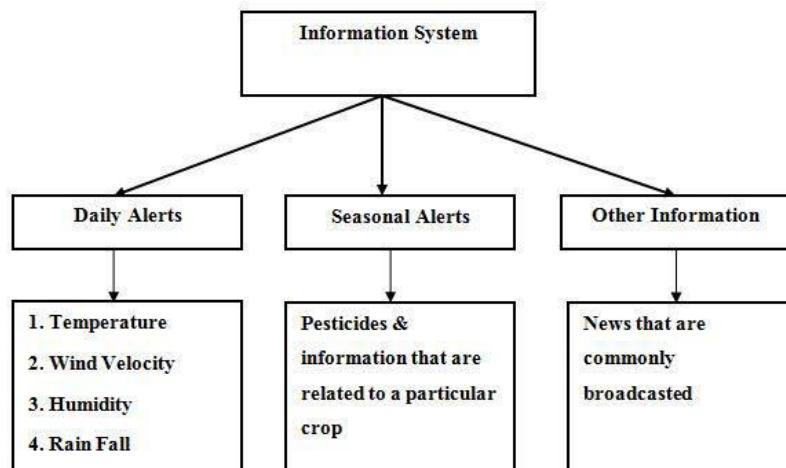 Information System
Daily Alerts
Seasonal Alerts
Other Information
1. Temperature
2. Wind Velocity
3. Humidity
4. Rain Fall
Pesticides &
information that are
related to a particular
crop
News that are
commonly
broadcasted